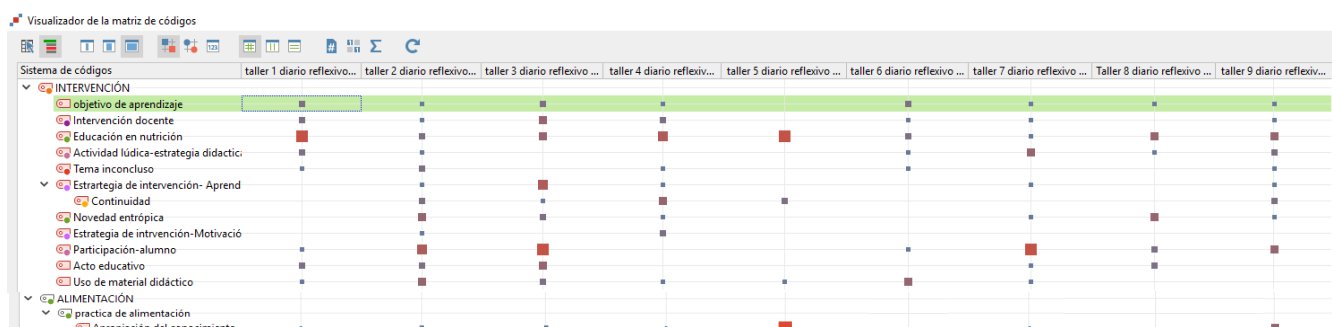 Visualizador de la matriz de códigos
Sistema de códigos taller 1 diario reflexivo... taller 2 diario reflexivo... taller 3 diario reflexivo ... taller 4 diario reflexiv... taller 5 diario reflexivo ... taller 6 diario reflexivo ... taller 7 diario reflexivo ... Taller 8 diario reflexivo ... taller 9 diario reflexiv...
INTERVENCIÓN
objetivo de aprendizaje
Intervención docente
Educación en nutrición
Actividad lúdica-estrategia didactica
Tema inconcluso
Estrartegia de intervención- Aprend
Continuidad
Novedad entrópica
Estrategia de intrvención-Motivació
Participación-alumno
Acto educativo
Uso de material didáctico
ALIMENTACIÓN
practica de alimentación
Apropiación del conocimiento